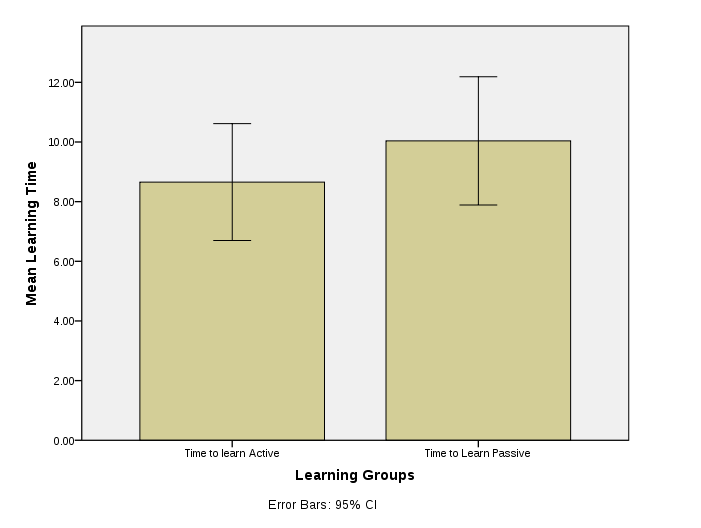 Mean Learning Time
12.00
10.00
8.00
6.00
4.00
2.00
0.00
Time to learn Active
Time to Learn Passive
Learning Groups
Error Bars: 95% CI